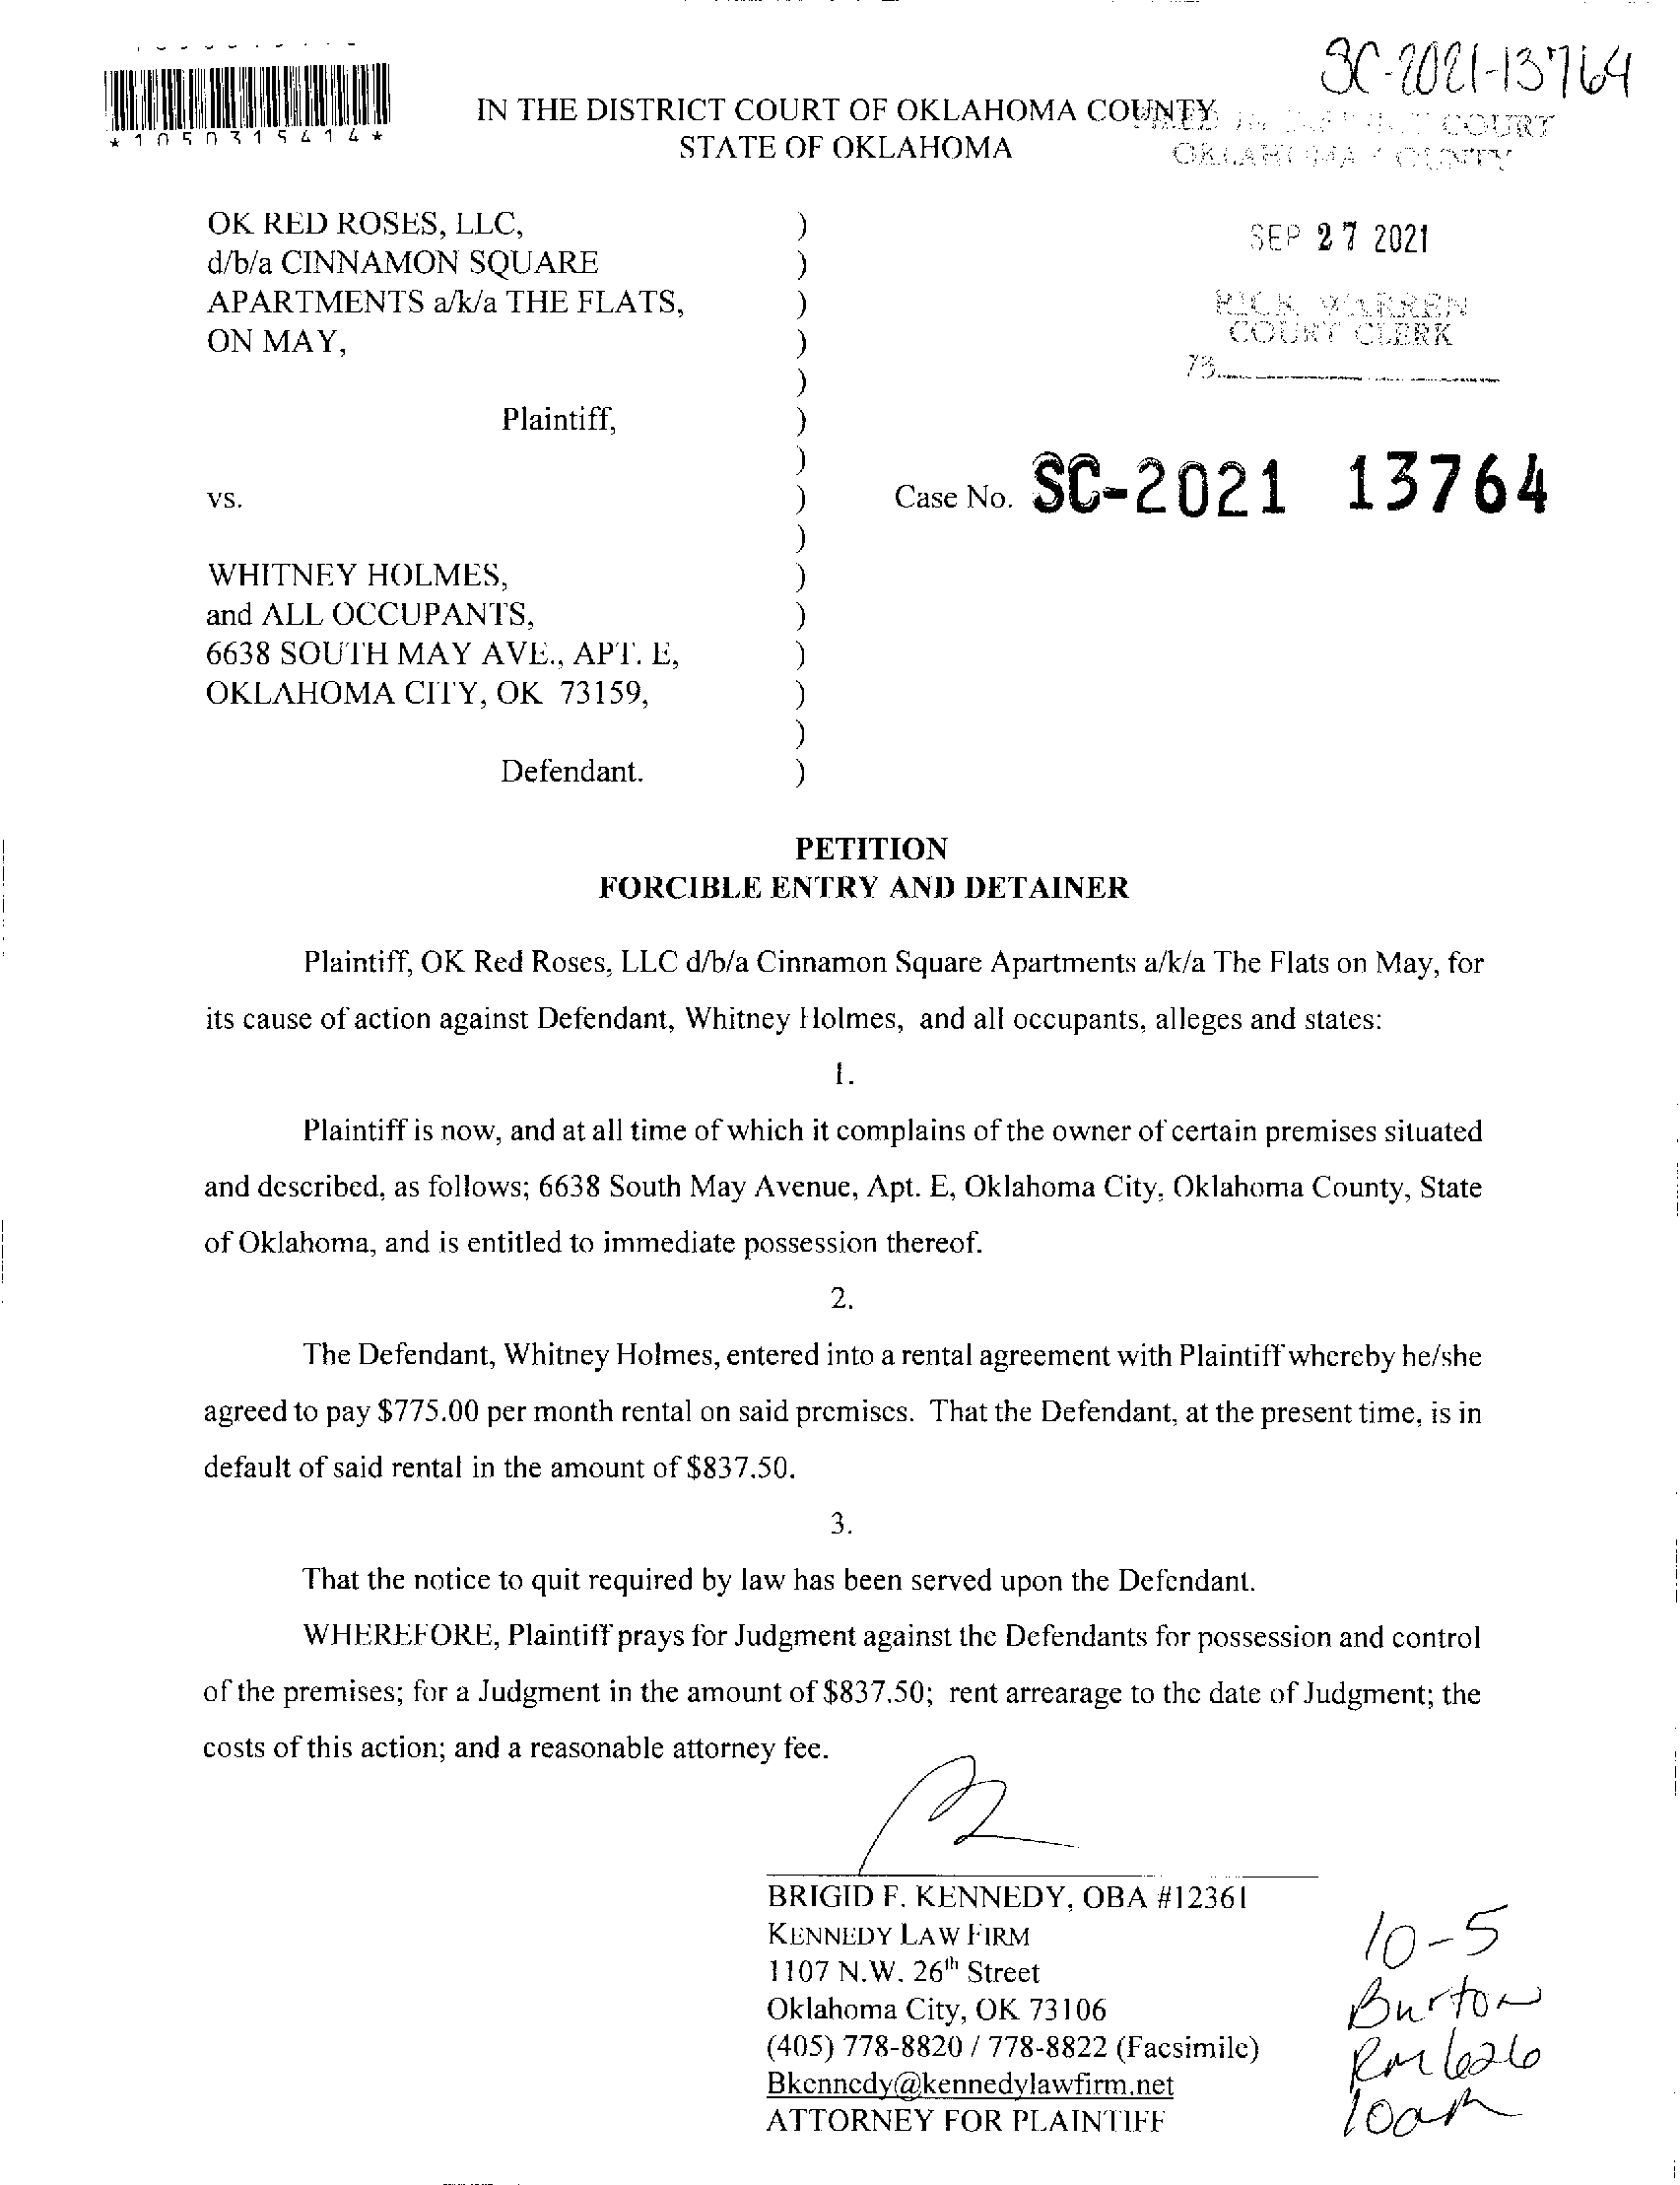 SC-2021-13764
*1050315414*
IN THE DISTRICT COURT OF OKLAHOMA COUNTY
STATE OF OKLAHOMA
COURT
OKLAHOMA COUNTY
OK RED ROSES, LLC, )
d/b/a CINNAMON SQUARE )
APARTMENTS a/k/a THE FLATS, )
ON MAY, )
)
SEP 27 2021
RICK WARREN
COURT CLERK
73
Plaintiff, )
)
vs. ) Case No. SC-2021 13764
)
WHITNEY HOLMES, )
and ALL OCCUPANTS, )
6638 SOUTH MAY AVE., APT. E, )
OKLAHOMA CITY, OK 73159, )
)
Defendant. )
PETITION
FORCIBLE ENTRY AND DETAINER
Plaintiff, OK Red Roses, LLC d/b/a Cinnamon Square Apartments a/k/a The Flats on May, for
its cause of action against Defendant, Whitney Holmes, and all occupants, alleges and states:
1.
Plaintiff is now, and at all time of which it complains of the owner of certain premises situated
and described, as follows; 6638 South May Avenue, Apt. E, Oklahoma City, Oklahoma County, State
of Oklahoma, and is entitled to immediate possession thereof.
2.
The Defendant, Whitney Holmes, entered into a rental agreement with Plaintiff whereby he/she
agreed to pay $775.00 per month rental on said premises. That the Defendant, at the present time, is in
default of said rental in the amount of $837.50.
3.
That the notice to quit required by law has been served upon the Defendant.
WHEREFORE, Plaintiff prays for Judgment against the Defendants for possession and control
of the premises; for a Judgment in the amount of $837.50; rent arrearage to the date of Judgment; the
costs of this action; and a reasonable attorney fee.
BRIGID F. KENNEDY, OBA #12361
KENNEDY LAW FIRM
1107 N.W. 26th Street
Oklahoma City, OK 73106
(405) 778-8820 / 778-8822 (Facsimile)
Bkennedy@kennedylawfirm.net
ATTORNEY FOR PLAINTIFF
10-5
Burton
Rm 626
10am